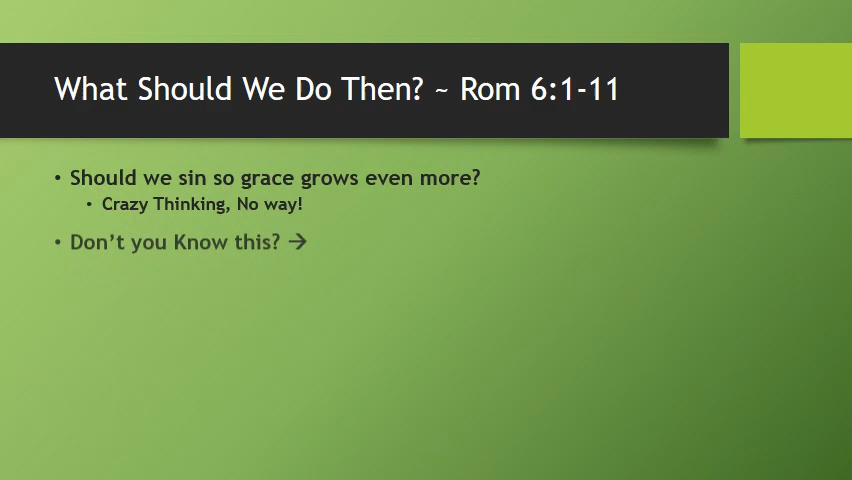 What Should We Do Then? ~ Rom 6:1-11
• Should we sin so grace grows even more?
• Crazy Thinking, No way!
• Don’t you Know this? →